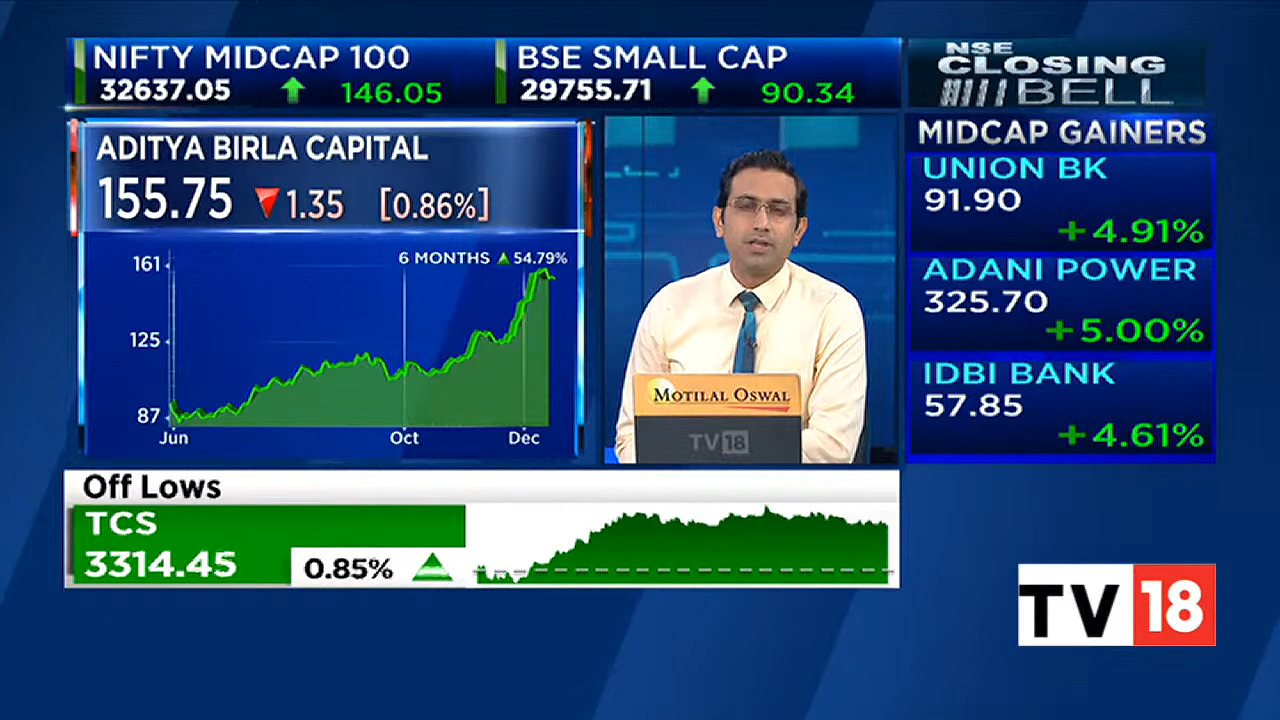 NIFTY MIDCAP 100
32637.05 146.05
BSE SMALL CAP
29755.71 90.34
NSE
CLOSING
BELL
ADITYA BIRLA CAPITAL
155.75 1.35 [0.86%]
6 MONTHS 54.79%
161
125
87
Jun Oct Dec
MOTILAL OSWAL
TV18
MIDCAP GAINERS
UNION BK
91.90
+4.91%
ADANI POWER
325.70
+5.00%
IDBI BANK
57.85
+4.61%
Off Lows
TCS
3314.45 0.85%
TV18